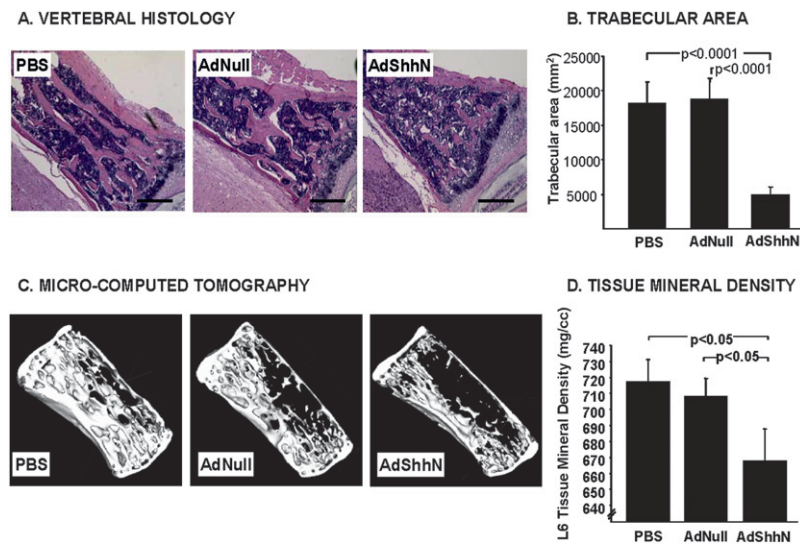 A. VERTEBRAL HISTOLOGY
PBS
AdNull
AdShhN
B. TRABECULAR AREA
Trabecular area (mm²)
25000
20000
15000
10000
5000
p<0.0001
p<0.0001
PBS AdNull AdShhN
C. MICRO-COMPUTED TOMOGRAPHY
PBS
AdNull
AdShhN
D. TISSUE MINERAL DENSITY
L6 Tissue Mineral Density (mg/cc)
740
730
720
710
700
690
680
670
660
650
640
p<0.05
p<0.05
PBS AdNull AdShhN